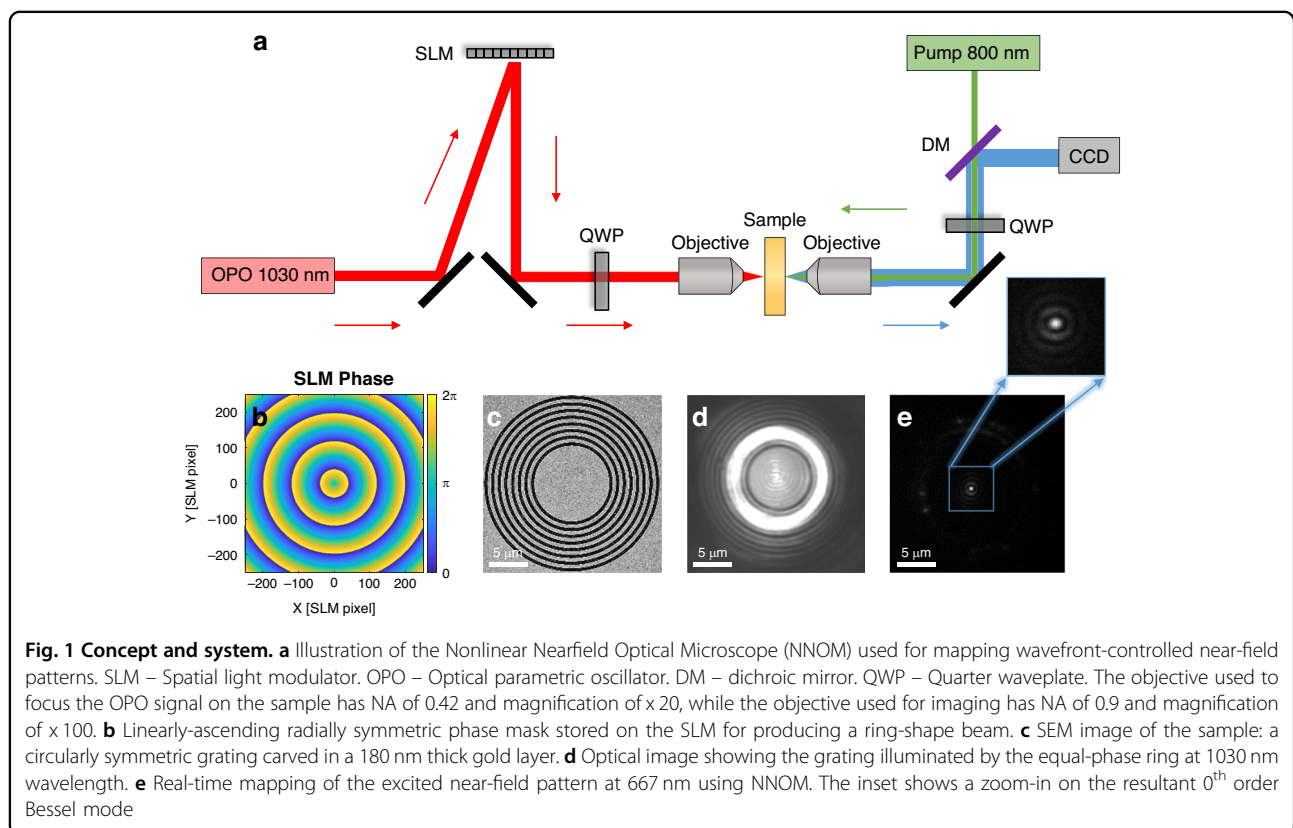 a
SLM
Pump 800 nm
DM
CCD
Sample
QWP
QWP
Objective
Objective
OPO 1030 nm
SLM Phase
b
2π
π
0
200
100
0
−100
−200
Y [SLM pixel]
−200 −100 0 100 200
X [SLM pixel]
c
5 μm
d
5 μm
e
5 μm
Fig. 1 Concept and system. a Illustration of the Nonlinear Nearfield Optical Microscope (NNOM) used for mapping wavefront-controlled near-field
patterns. SLM – Spatial light modulator. OPO – Optical parametric oscillator. DM – dichroic mirror. QWP – Quarter waveplate. The objective used to
focus the OPO signal on the sample has NA of 0.42 and magnification of x 20, while the objective used for imaging has NA of 0.9 and magnification
of x 100. b Linearly-ascending radially symmetric phase mask stored on the SLM for producing a ring-shape beam. c SEM image of the sample: a
circularly symmetric grating carved in a 180 nm thick gold layer. d Optical image showing the grating illuminated by the equal-phase ring at 1030 nm
wavelength. e Real-time mapping of the excited near-field pattern at 667 nm using NNOM. The inset shows a zoom-in on the resultant 0th order
Bessel mode